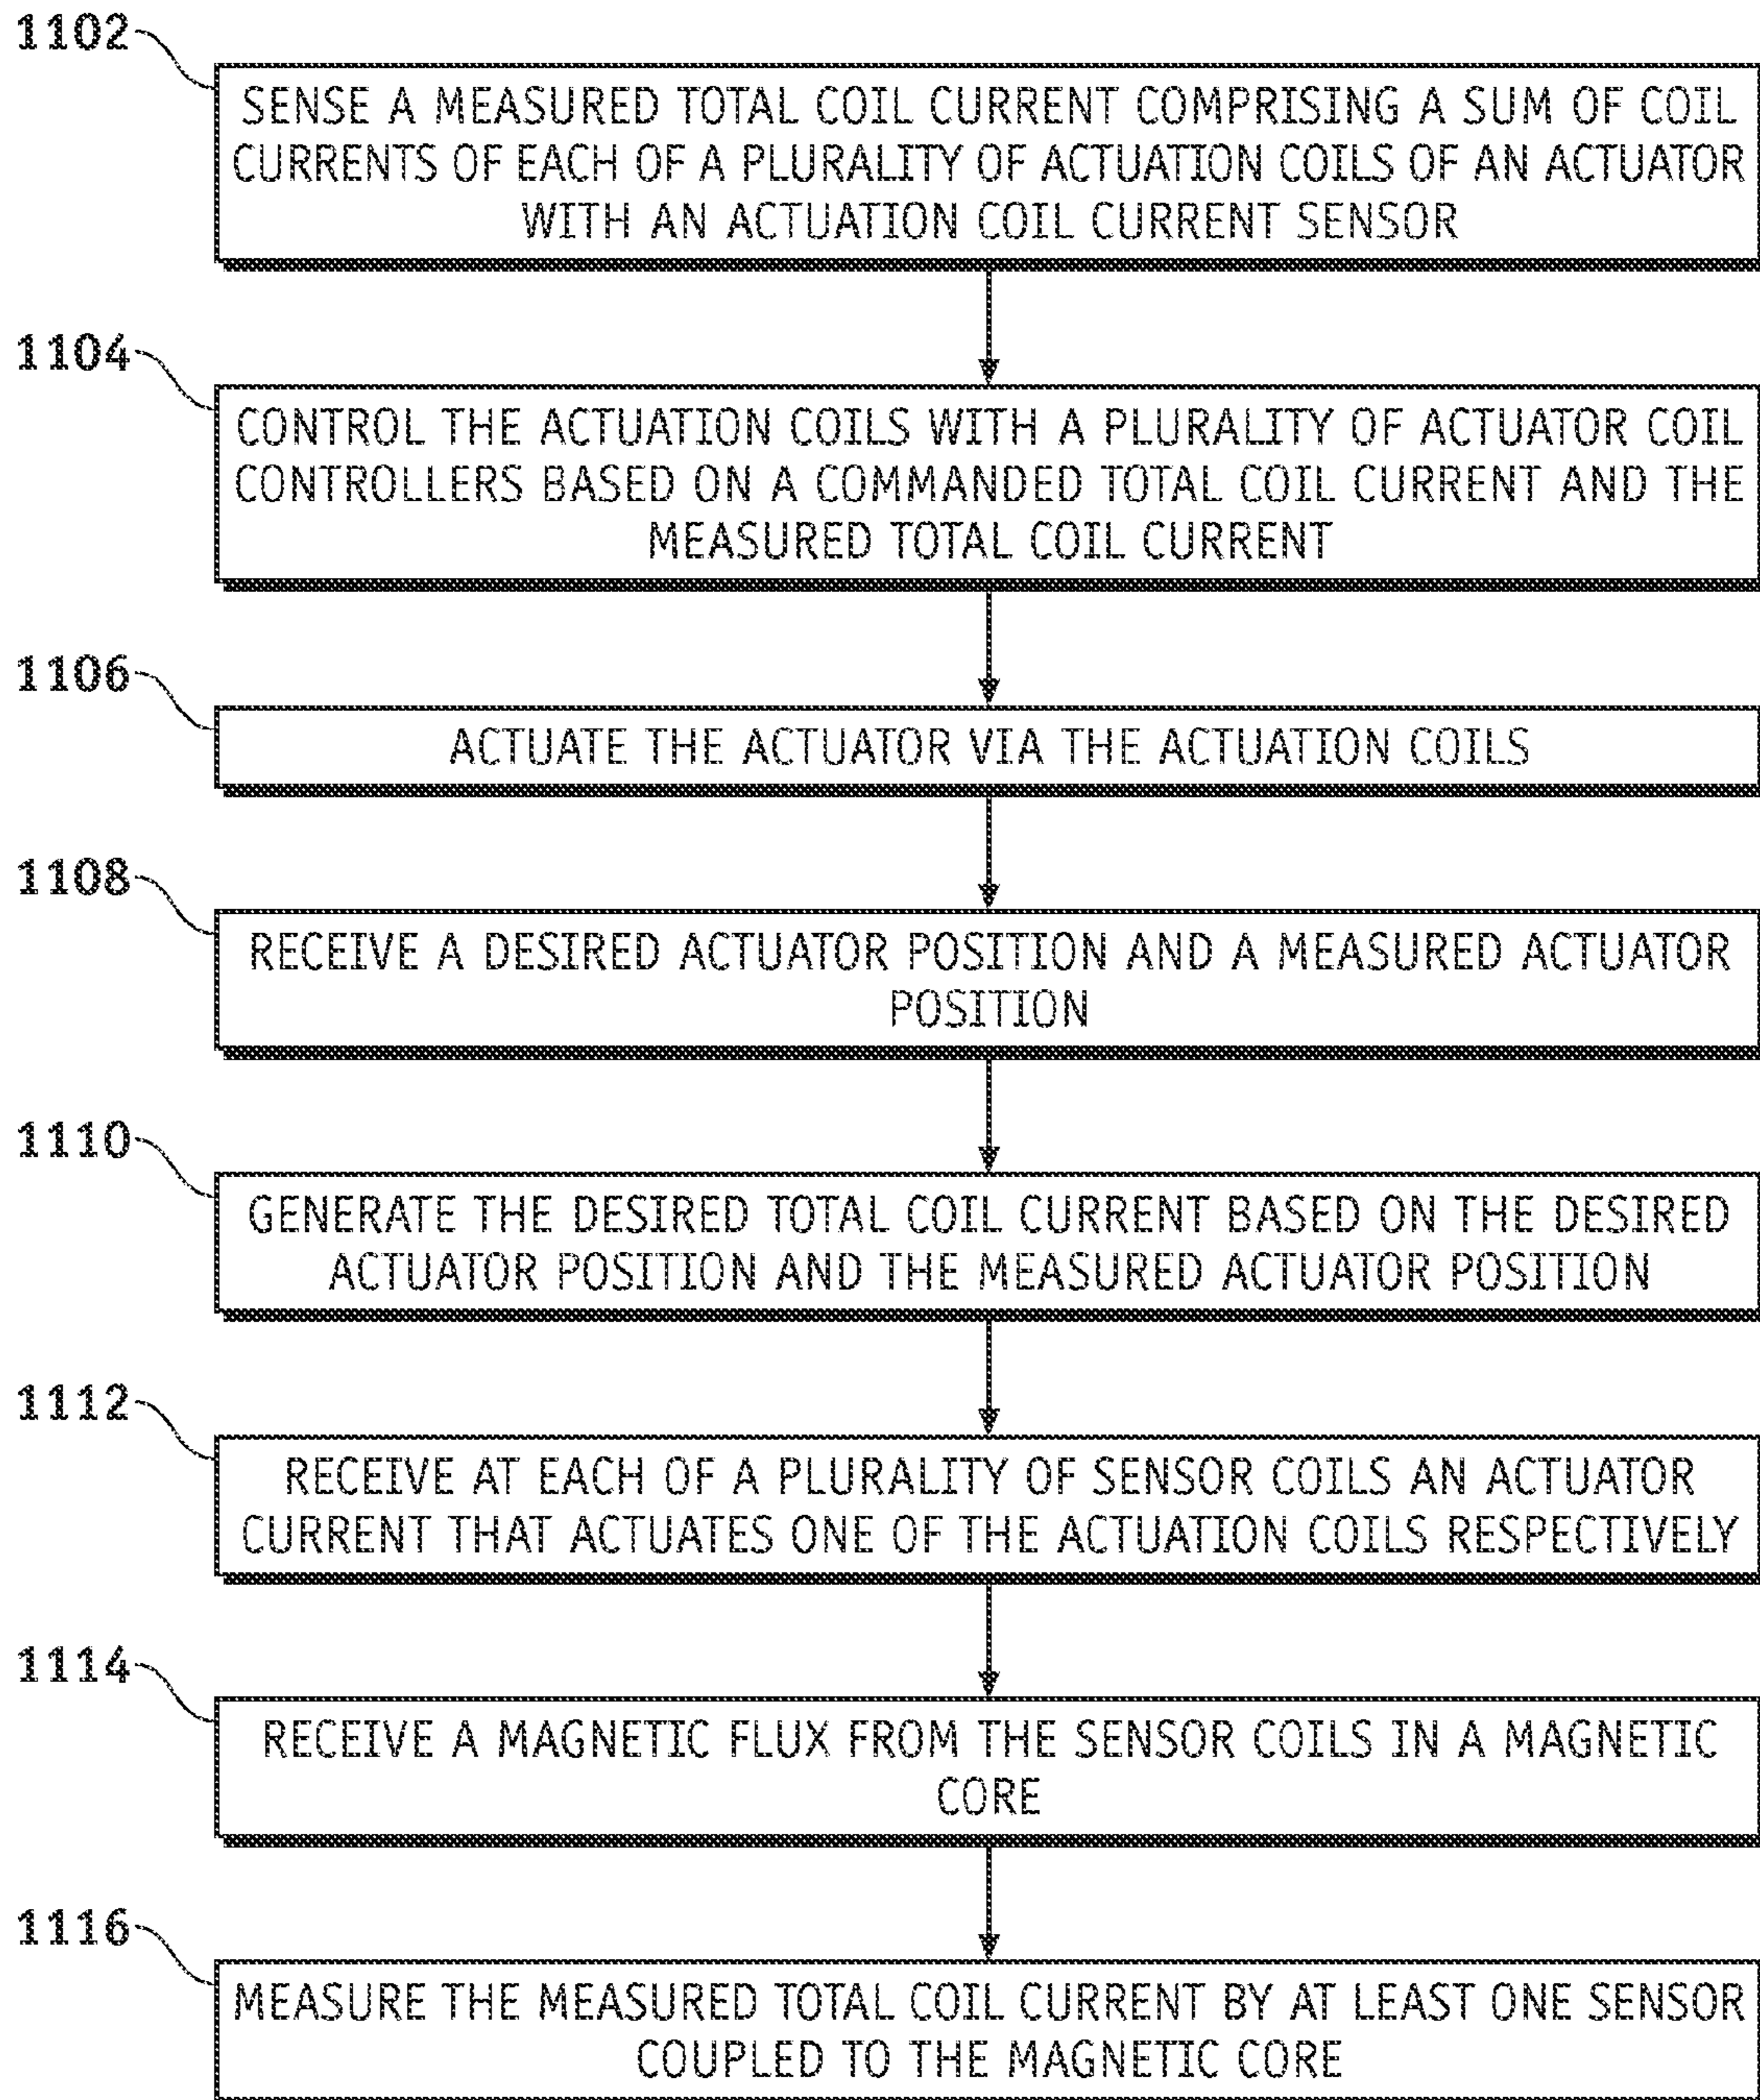 1102
SENSE A MEASURED TOTAL COIL CURRENT COMPRISING A SUM OF COIL
CURRENTS OF EACH OF A PLURALITY OF ACTUATION COILS OF AN ACTUATOR
WITH AN ACTUATION COIL CURRENT SENSOR
1104
CONTROL THE ACTUATION COILS WITH A PLURALITY OF ACTUATOR COIL
CONTROLLERS BASED ON A COMMANDED TOTAL COIL CURRENT AND THE
MEASURED TOTAL COIL CURRENT
1106
ACTUATE THE ACTUATOR VIA THE ACTUATION COILS
1108
RECEIVE A DESIRED ACTUATOR POSITION AND A MEASURED ACTUATOR
POSITION
1110
GENERATE THE DESIRED TOTAL COIL CURRENT BASED ON THE DESIRED
ACTUATOR POSITION AND THE MEASURED ACTUATOR POSITION
1112
RECEIVE AT EACH OF A PLURALITY OF SENSOR COILS AN ACTUATOR
CURRENT THAT ACTUATES ONE OF THE ACTUATION COILS RESPECTIVELY
1114
RECEIVE A MAGNETIC FLUX FROM THE SENSOR COILS IN A MAGNETIC
CORE
1116
MEASURE THE MEASURED TOTAL COIL CURRENT BY AT LEAST ONE SENSOR
COUPLED TO THE MAGNETIC CORE